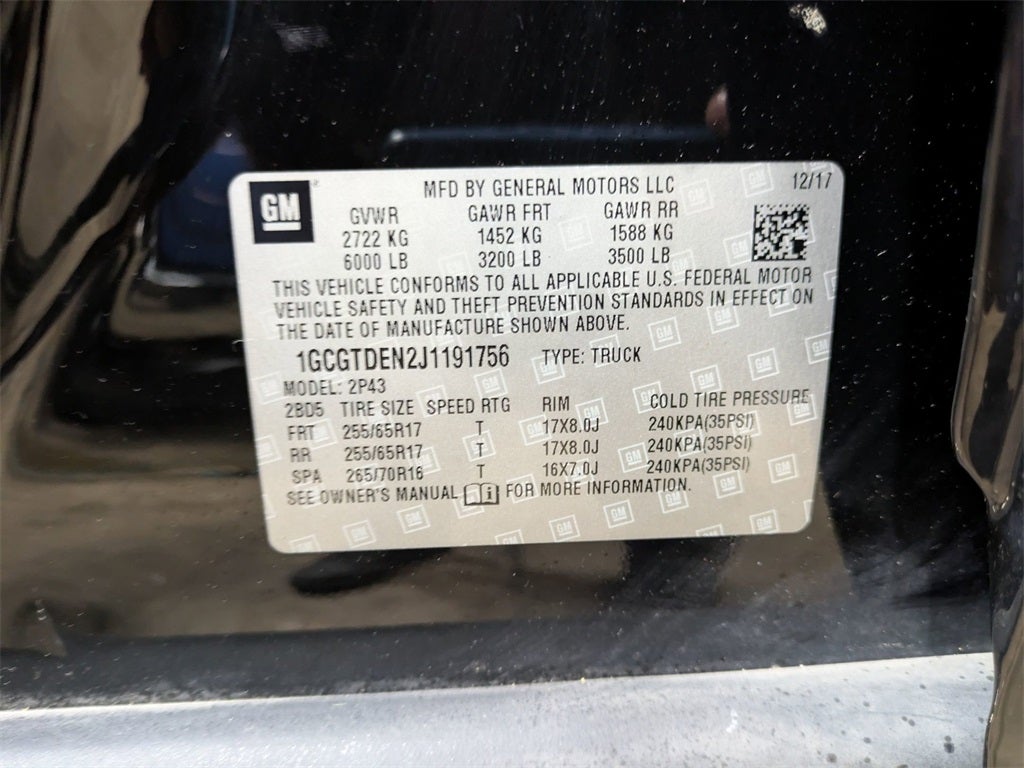 GM
MFD BY GENERAL MOTORS LLC 12/17
GVWR GAWR FRT GAWR RR
2722 KG 1452 KG 1588 KG
6000 LB 3200 LB 3500 LB
THIS VEHICLE CONFORMS TO ALL APPLICABLE U.S. FEDERAL MOTOR
VEHICLE SAFETY AND THEFT PREVENTION STANDARDS IN EFFECT ON
THE DATE OF MANUFACTURE SHOWN ABOVE.
1GCGTDEN2J1191756 TYPE: TRUCK
MODEL: 2P43
2BD5 TIRE SIZE SPEED RTG RIM COLD TIRE PRESSURE
FRT 255/65R17 T 17X8.0J 240KPA(35PSI)
RR 255/65R17 T 17X8.0J 240KPA(35PSI)
SPA 265/70R16 T 16X7.0J 240KPA(35PSI)
SEE OWNER'S MANUAL FOR MORE INFORMATION.